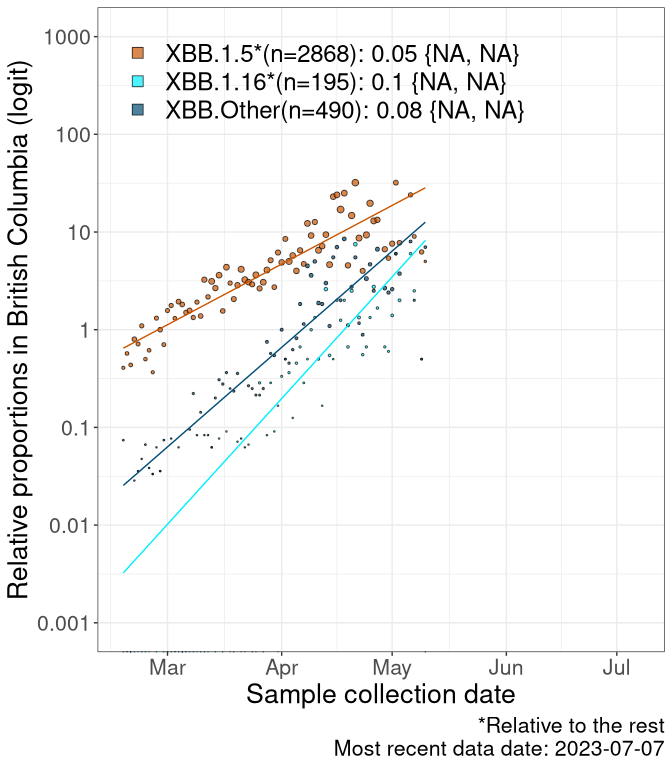 XBB.1.5*(n=2868): 0.05 {NA, NA}
XBB.1.16*(n=195): 0.1 {NA, NA}
XBB.Other(n=490): 0.08 {NA, NA}
Relative proportions in British Columbia (logit)
1000
100
10
1
0.1
0.01
0.001
Mar Apr May Jun Jul
Sample collection date
*Relative to the rest
Most recent data date: 2023-07-07